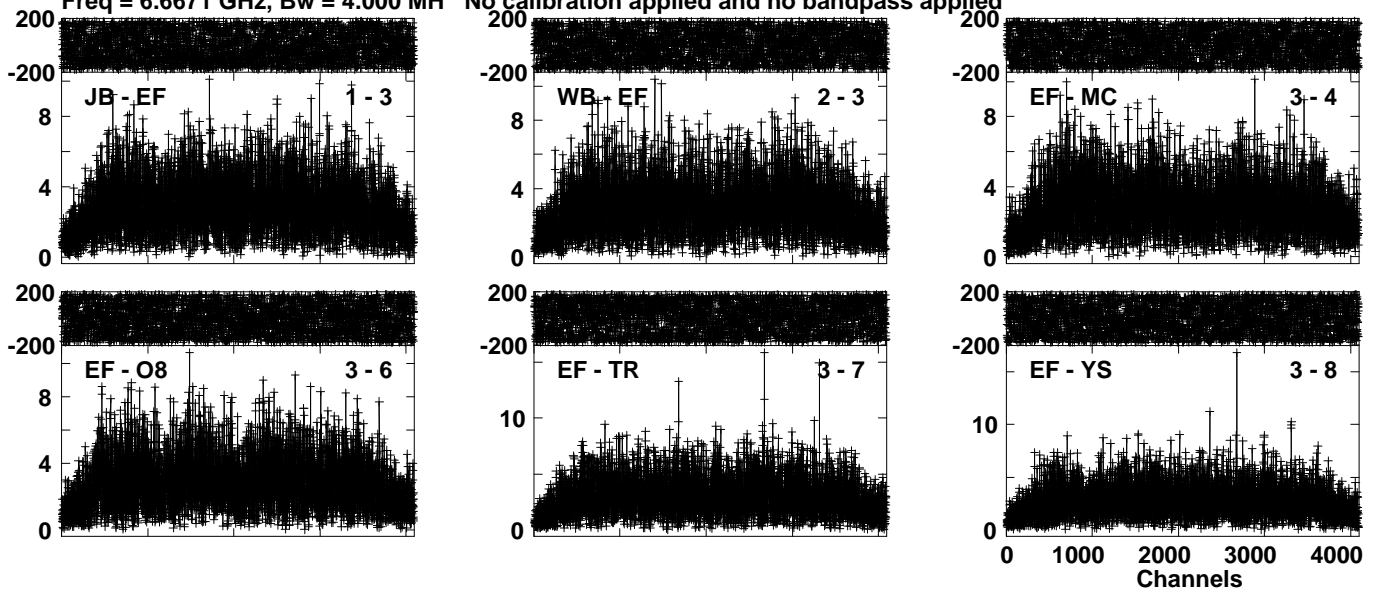 Freq = 6.6671 GHz, Bw = 4.000 MH No calibration applied and no bandpass applied
200 200 200
-200 -200 -200
JB - EF 1 - 3 WB - EF 2 - 3 EF - MC 3 - 4
8 8 8
4 4 4
0 0 0
200 200 200
-200 -200 -200
EF - O8 3 - 6 EF - TR 3 - 7 EF - YS 3 - 8
8 10 10
4
0 0 0
0 1000 2000 3000 4000
Channels